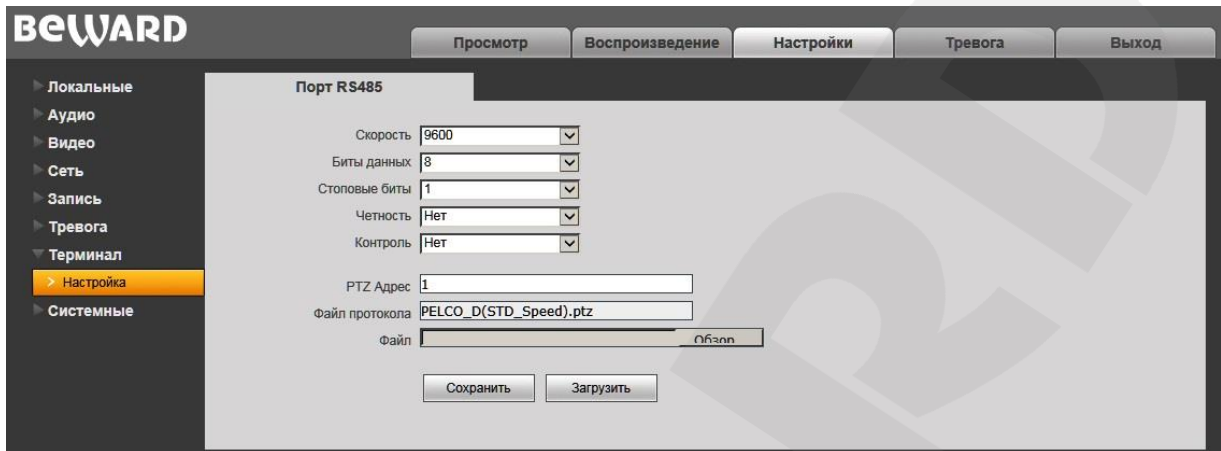 BEWARD
Просмотр Воспроизведение Настройки Тревога Выход
Локальные
Аудио
Видео
Сеть
Запись
Тревога
Терминал
Настройка
Системные
Порт RS485
Скорость 9600
Биты данных 8
Стоповые биты 1
Четность Нет
Контроль Нет
PTZ Адрес 1
Файл протокола PELCO_D(STD_Speed).ptz
Файл Обзор
Сохранить Загрузить